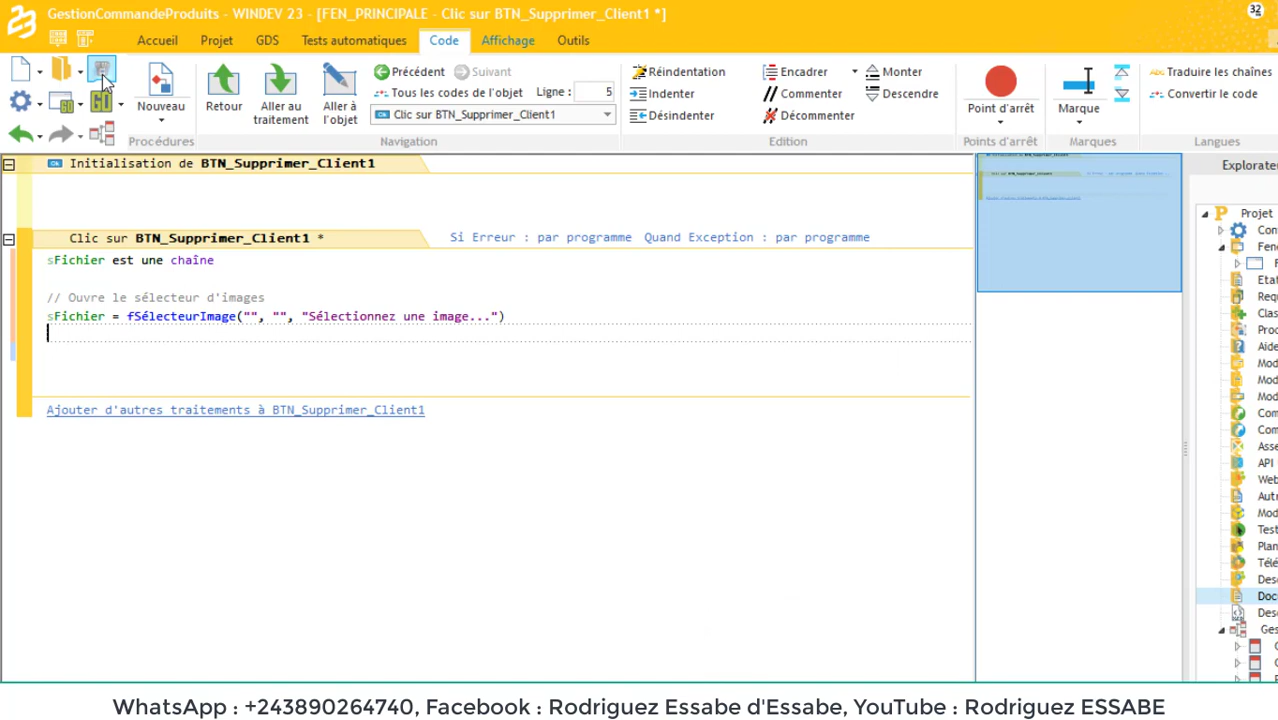 GestionCommandeProduits - WINDEV 23 - [FEN_PRINCIPALE - Clic sur BTN_Supprimer_Client1 *]
32
Accueil Projet GDS Tests automatiques Code Affichage Outils
Nouveau
Retour
Aller au traitement
Aller à l'objet
Précédent Suivant
Tous les codes de l'objet Ligne : 5
Clic sur BTN_Supprimer_Client1
Réindentation
Indenter
Désindenter
Encadrer
// Commenter
Décommenter
Monter
Descendre
Point d'arrêt
Marque
Traduire les chaînes
Convertir le code
Procédures Navigation Edition Points d'arrêt Marques Langues
Initialisation de BTN_Supprimer_Client1
Clic sur BTN_Supprimer_Client1 * Si Erreur : par programme Quand Exception : par programme
sFichier est une chaîne
// Ouvre le sélecteur d'images
sFichier = fSélecteurImage("", "", "Sélectionnez une image...")
Ajouter d'autres traitements à BTN_Supprimer_Client1
Projet
WhatsApp : +243890264740, Facebook : Rodriguez Essabe d'Essabe, YouTube : Rodriguez ESSABE